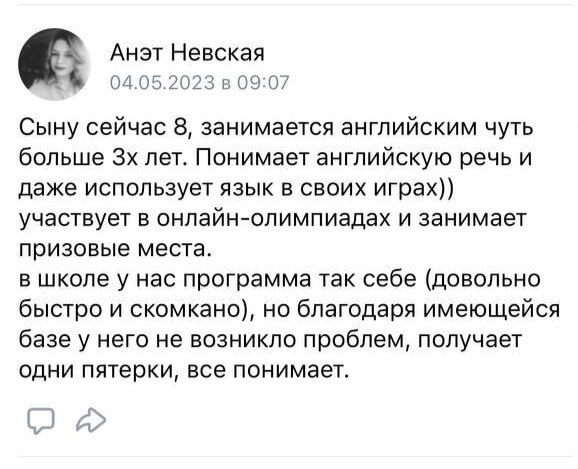 Анэт Невская
04.05.2023 в 09:07
Сыну сейчас 8, занимается английским чуть
больше 3х лет. Понимает английскую речь и
даже использует язык в своих играх))
участвует в онлайн-олимпиадах и занимает
призовые места.
в школе у нас программа так себе (довольно
быстро и скомкано), но благодаря имеющейся
базе у него не возникло проблем, получает
одни пятерки, все понимает.